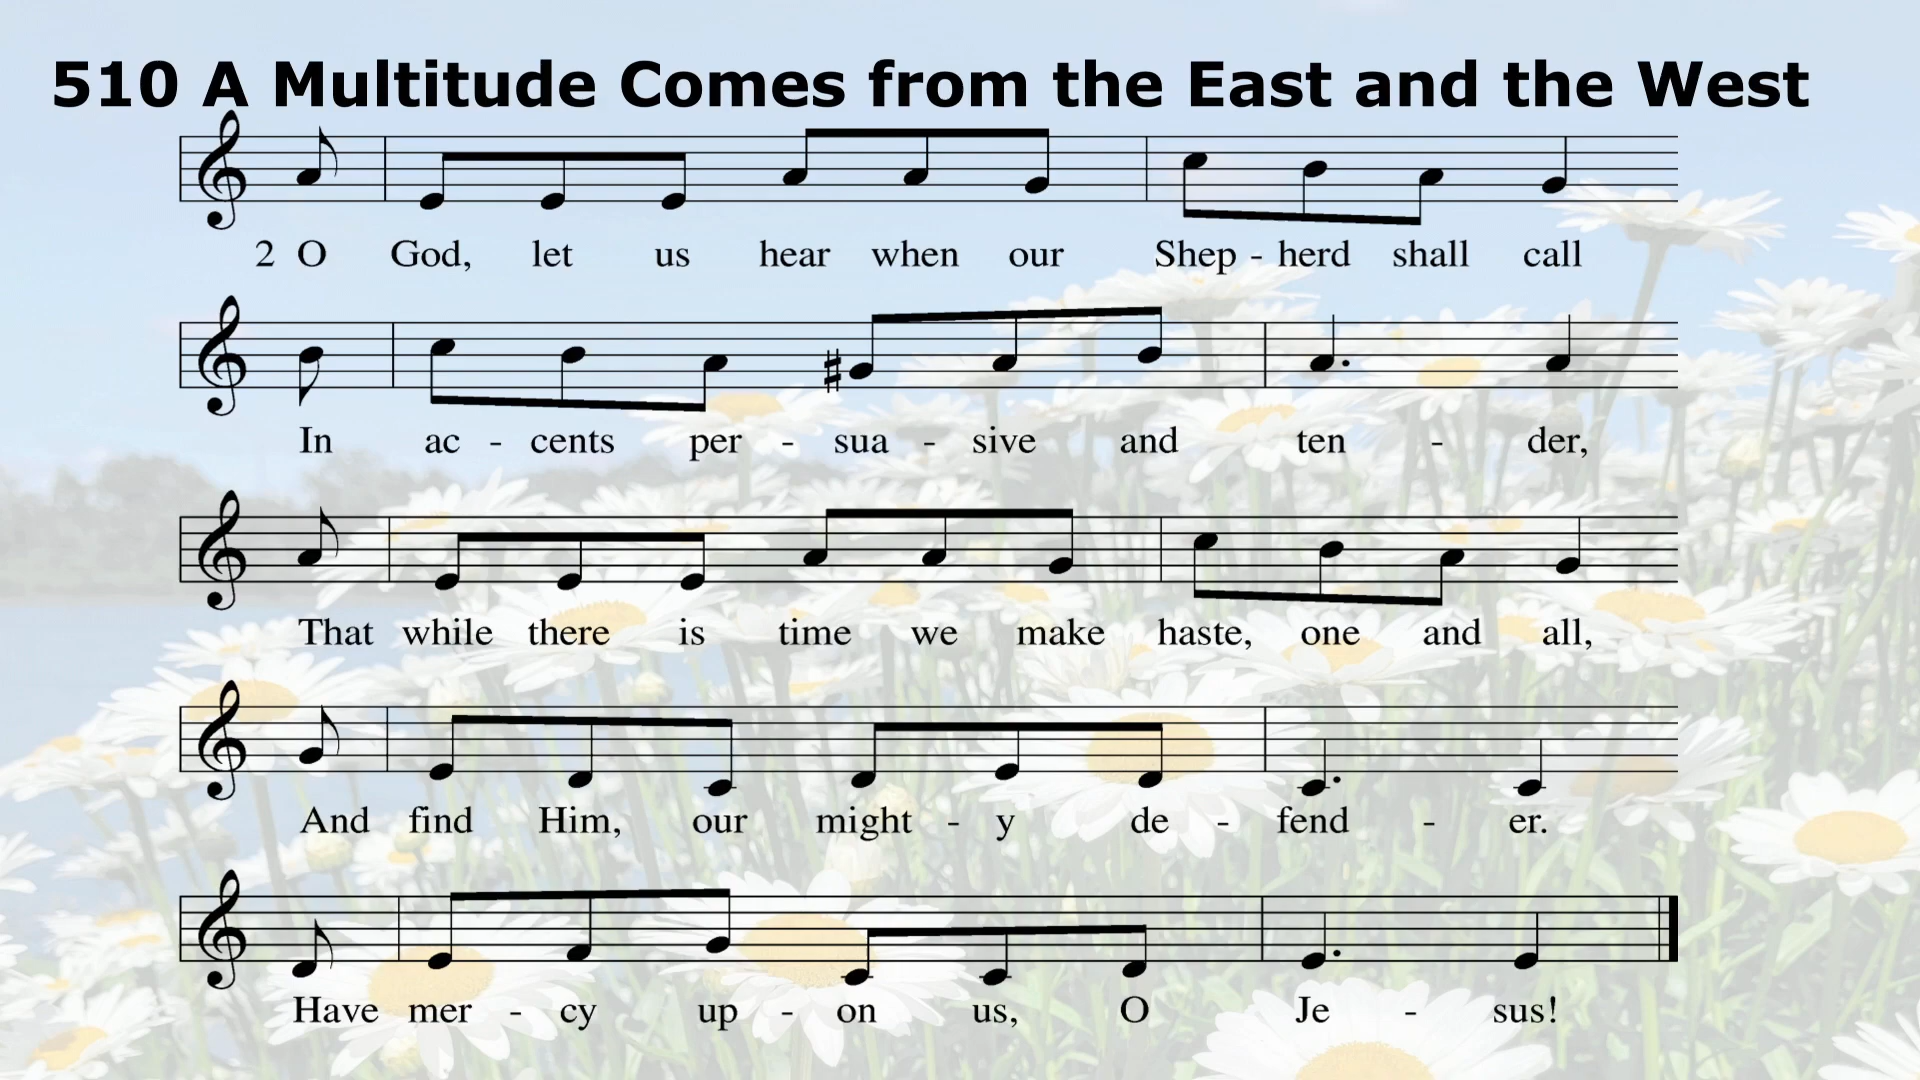 510 A Multitude Comes from the East and the West
2 O God, let us hear when our Shep - herd shall call
In ac - cents per - sua - sive and ten - der,
That while there is time we make haste, one and all,
And find Him, our might - y de - fend - er.
Have mer - cy up - on us, O Je - sus!